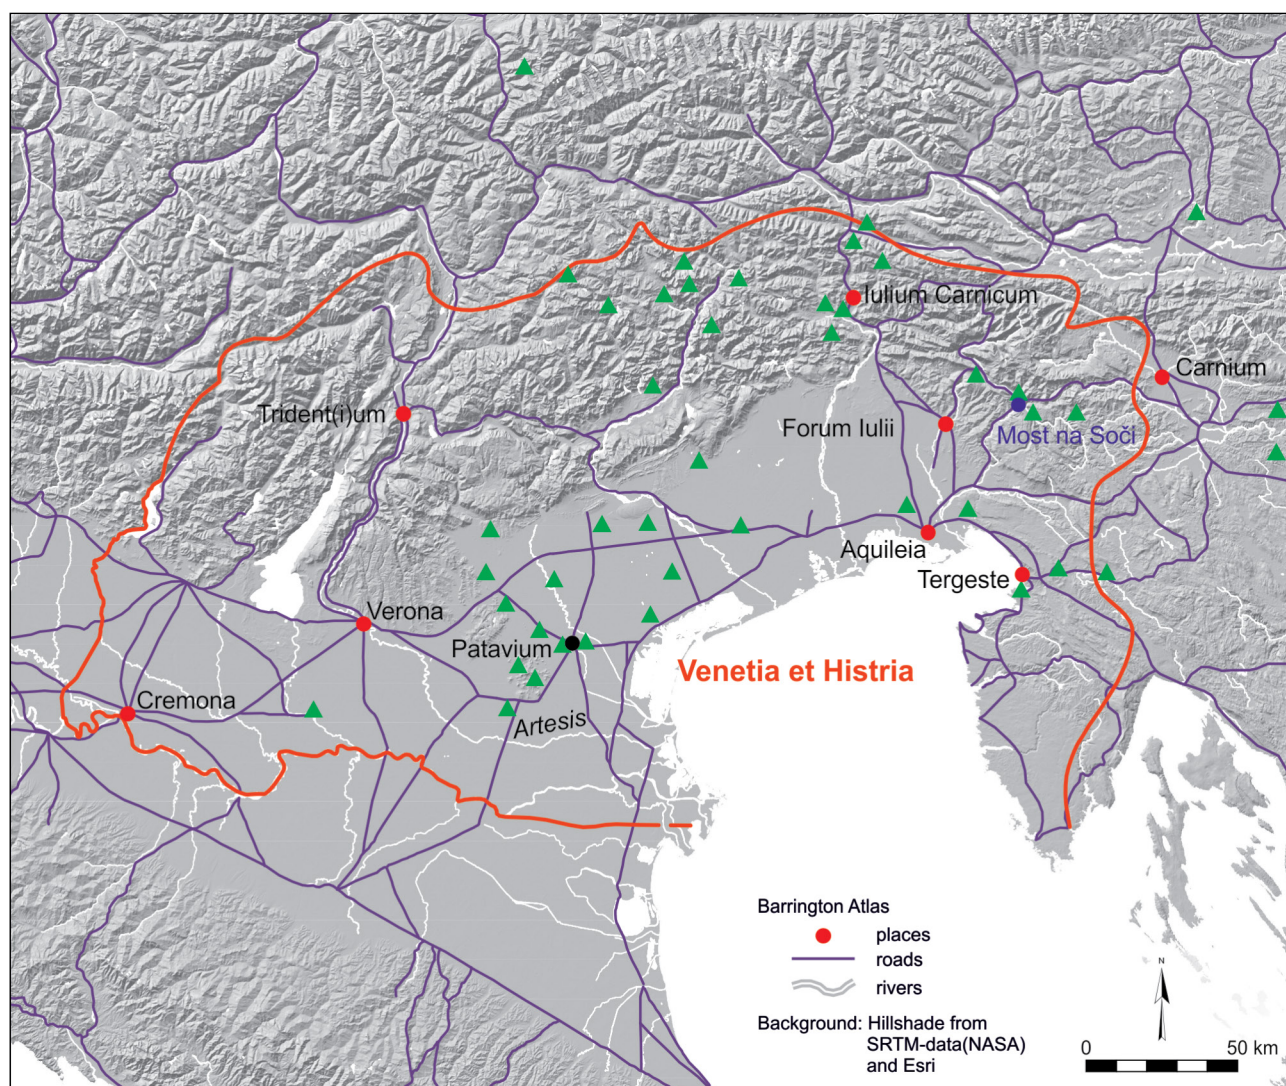 Iulium Carnicum
Carnium
Trident(i)um
Forum Iulii
Most na Soči
Aquileia
Tergeste
Verona
Patavium
Venetia et Histria
Cremona
Artesis
Barrington Atlas
places
roads
rivers
Background: Hillshade from
SRTM-data(NASA)
and Esri
N
0 50 km